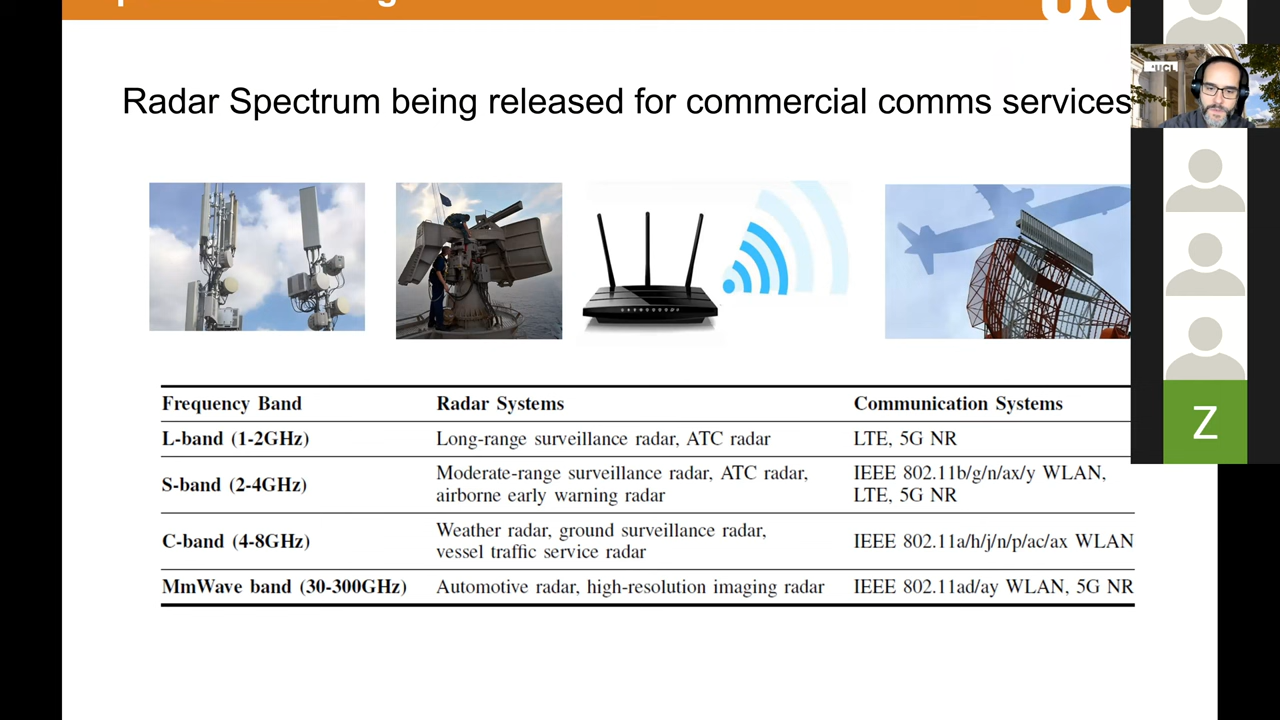 Radar Spectrum being released for commercial comms services
UCL
Z
Frequency Band Radar Systems Communication Systems
L-band (1-2GHz) Long-range surveillance radar, ATC radar LTE, 5G NR
S-band (2-4GHz) Moderate-range surveillance radar, ATC radar, IEEE 802.11b/g/n/ax/y WLAN,
airborne early warning radar LTE, 5G NR
C-band (4-8GHz) Weather radar, ground surveillance radar, IEEE 802.11a/h/j/n/p/ac/ax WLAN
vessel traffic service radar
MmWave band (30-300GHz) Automotive radar, high-resolution imaging radar IEEE 802.11ad/ay WLAN, 5G NR